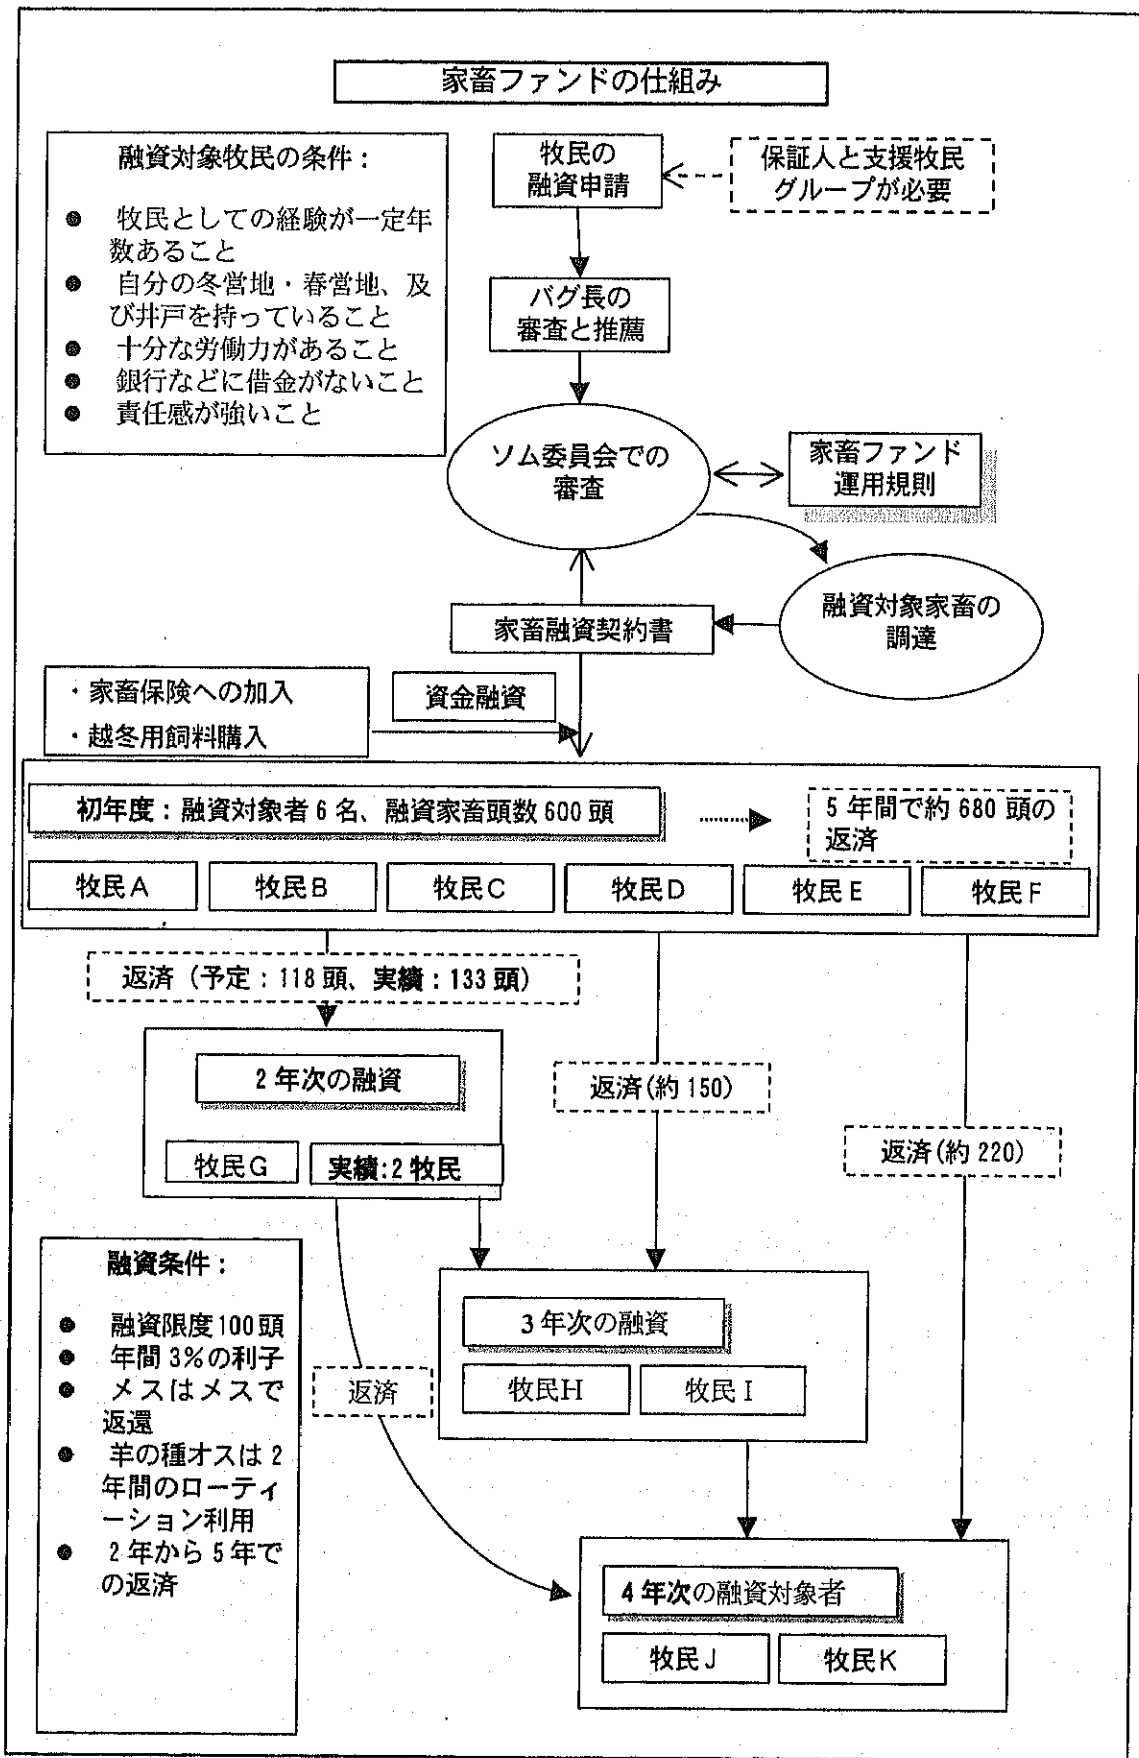 家畜ファンドの仕組み
融資対象牧民の条件：
● 牧民としての経験が一定年
数あること
● 自分の冬営地・春営地、及
び井戸を持っていること
● 十分な労働力があること
● 銀行などに借金がないこと
● 責任感が強いこと
牧民の
融資申請
保証人と支援牧民
グループが必要
バグ長の
審査と推薦
ソム委員会での
審査
家畜ファンド
運用規則
融資対象家畜の
調達
家畜融資契約書
・家畜保険への加入
・越冬用飼料購入
資金融資
初年度：融資対象者6名、融資家畜頭数600頭
5年間で約680頭の
返済
牧民A
牧民B
牧民C
牧民D
牧民E
牧民F
返済（予定：118頭、実績：133頭）
2年次の融資
牧民G
実績:2牧民
返済(約150)
返済(約220)
融資条件：
● 融資限度100頭
● 年間3%の利子
● メスはメスで
返還
● 羊の種オスは2
年間のローティ
ーション利用
● 2年から5年で
の返済
返済
3年次の融資
牧民H
牧民I
4年次の融資対象者
牧民J
牧民K